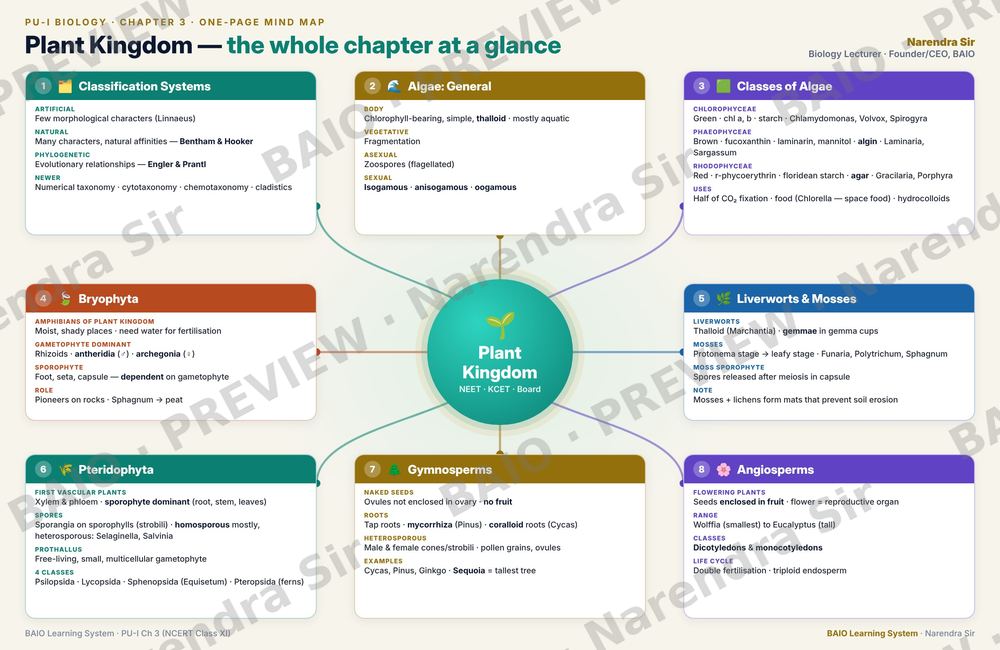 PU-I BIOLOGY · CHAPTER 3 · ONE-PAGE MIND MAP
Plant Kingdom — the whole chapter at a glance
Narendra Sir
Biology Lecturer · Founder/CEO, BAIO
1 Classification Systems
ARTIFICIAL
Few morphological characters (Linnaeus)
NATURAL
Many characters, natural affinities — Bentham & Hooker
PHYLOGENETIC
Evolutionary relationships — Engler & Prantl
NEWER
Numerical taxonomy · cytotaxonomy · chemotaxonomy · cladistics
2 Algae: General
BODY
Chlorophyll-bearing, simple, thalloid · mostly aquatic
VEGETATIVE
Fragmentation
ASEXUAL
Zoospores (flagellated)
SEXUAL
Isogamous · anisogamous · oogamous
3 Classes of Algae
CHLOROPHYCEAE
Green · chl a, b · starch · Chlamydomonas, Volvox, Spirogyra
PHAEOPHYCEAE
Brown · fucoxanthin · laminarin, mannitol · algin · Laminaria,
Sargassum
RHODOPHYCEAE
Red · r-phycoerythrin · floridean starch · agar · Gracilaria, Porphyra
USES
Half of CO₂ fixation · food (Chlorella — space food) · hydrocolloids
4 Bryophyta
AMPHIBIANS OF PLANT KINGDOM
Moist, shady places · need water for fertilisation
GAMETOPHYTE DOMINANT
Rhizoids · antheridia (♂) · archegonia (♀)
SPOROPHYTE
Foot, seta, capsule — dependent on gametophyte
ROLE
Pioneers on rocks · Sphagnum → peat
Plant
Kingdom
NEET · KCET · Board
5 Liverworts & Mosses
LIVERWORTS
Thalloid (Marchantia) · gemmae in gemma cups
MOSSES
Protonema stage → leafy stage · Funaria, Polytrichum, Sphagnum
MOSS SPOROPHYTE
Spores released after meiosis in capsule
NOTE
Mosses + lichens form mats that prevent soil erosion
6 Pteridophyta
FIRST VASCULAR PLANTS
Xylem & phloem · sporophyte dominant (root, stem, leaves)
SPORES
Sporangia on sporophylls (strobili) · homosporous mostly,
heterosporous: Selaginella, Salvinia
PROTHALLUS
Free-living, small, multicellular gametophyte
4 CLASSES
Psilopsida · Lycopsida · Sphenopsida (Equisetum) · Pteropsida (ferns)
7 Gymnosperms
NAKED SEEDS
Ovules not enclosed in ovary · no fruit
ROOTS
Tap roots · mycorrhiza (Pinus) · coralloid roots (Cycas)
HETEROSPOROUS
Male & female cones/strobili · pollen grains, ovules
EXAMPLES
Cycas, Pinus, Ginkgo · Sequoia = tallest tree
8 Angiosperms
FLOWERING PLANTS
Seeds enclosed in fruit · flower = reproductive organ
RANGE
Wolffia (smallest) to Eucalyptus (tall)
CLASSES
Dicotyledons & monocotyledons
LIFE CYCLE
Double fertilisation · triploid endosperm
BAIO Learning System · PU-I Ch 3 (NCERT Class XI)
BAIO Learning System · Narendra Sir
BAIO · PREVIEW · Narendra Sir